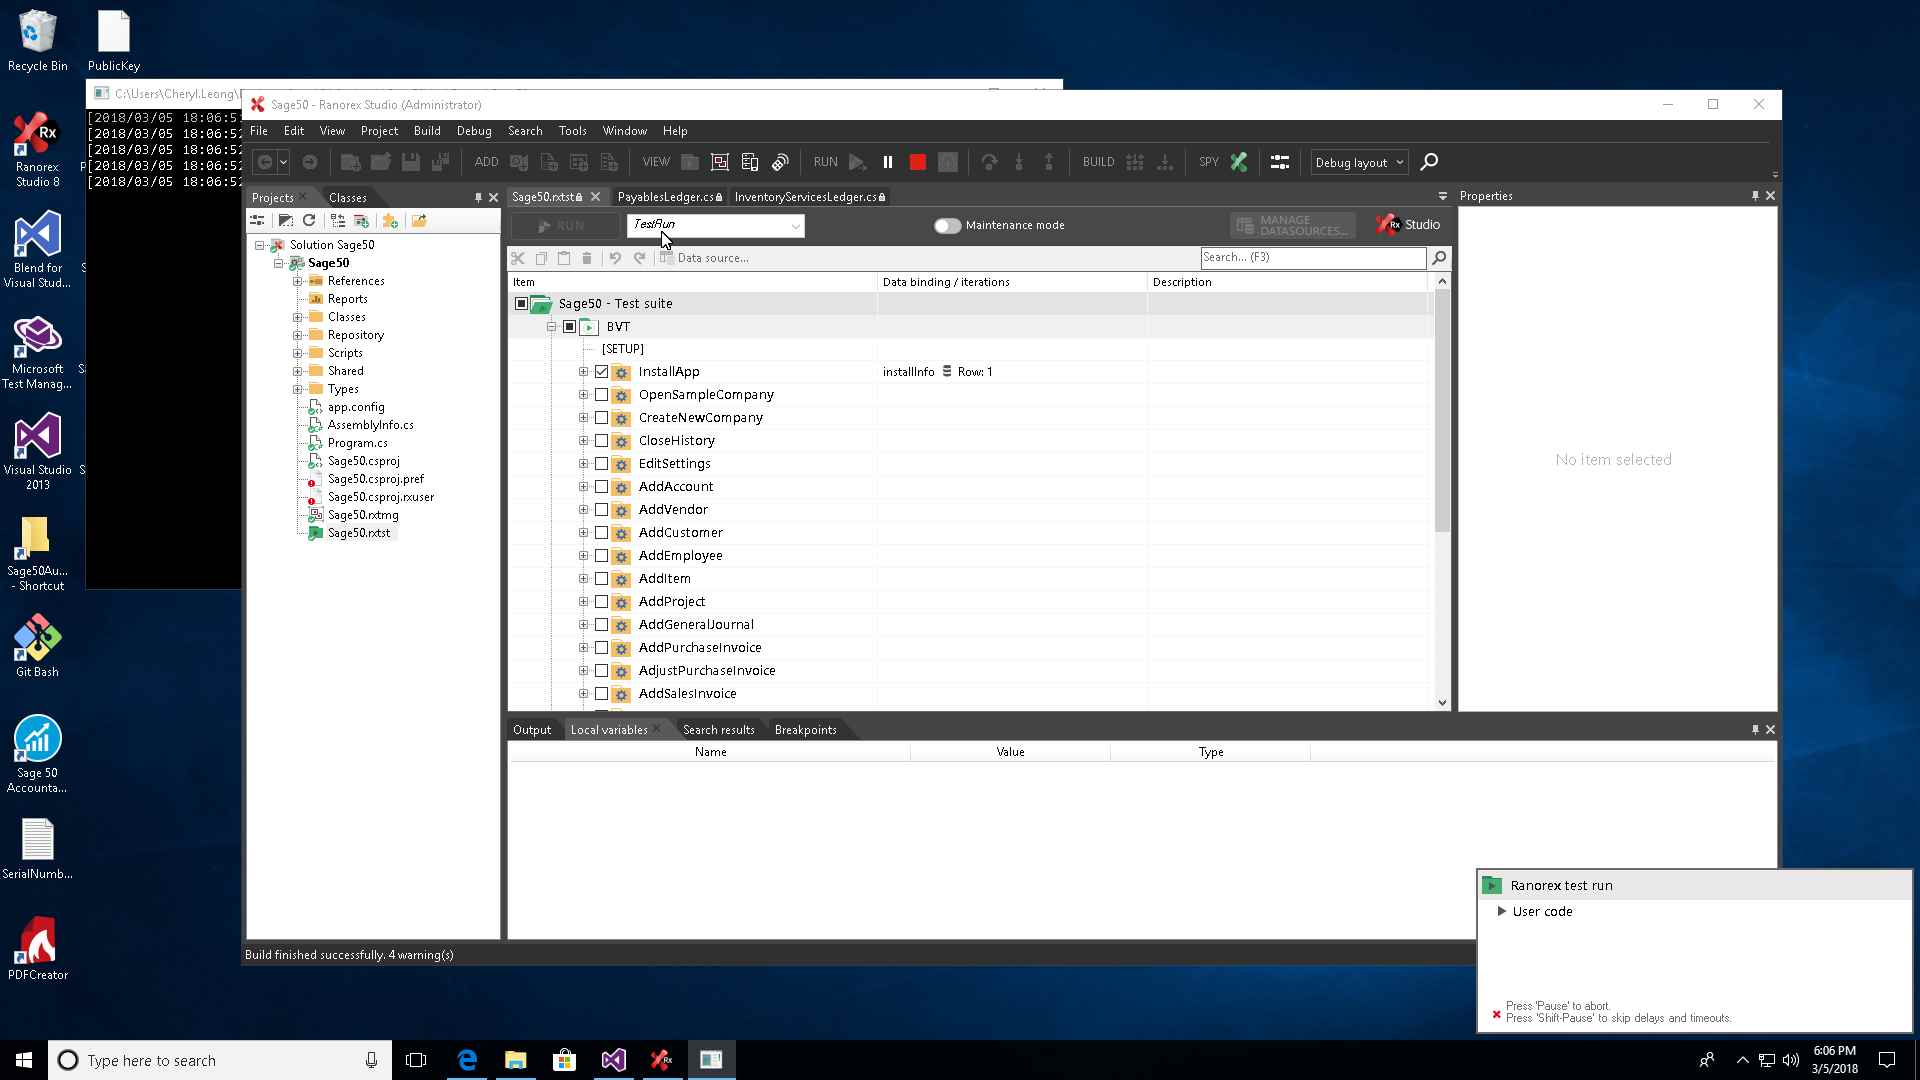 Recycle Bin
PublicKey
Ranorex
Studio 8
Blend for
Visual Stud...
Microsoft
Test Manag...
Visual Studio
2013
Sage50Au...
- Shortcut
Git Bash
Sage 50
Accounta...
SerialNumb...
PDFCreator
C:\Users\Cheryl.Leong\
[2018/03/05 18:06:51
[2018/03/05 18:06:52
[2018/03/05 18:06:52
[2018/03/05 18:06:52
[2018/03/05 18:06:52
Sage50 - Ranorex Studio (Administrator)
File Edit View Project Build Debug Search Tools Window Help
ADD VIEW RUN BUILD SPY Debug layout
Projects Classes
Solution Sage50
Sage50
References
Reports
Classes
Repository
Scripts
Shared
Types
app.config
AssemblyInfo.cs
Program.cs
Sage50.csproj
Sage50.csproj.pref
Sage50.csproj.rxuser
Sage50.rxtmg
Sage50.rxtst
Sage50.rxtst PayablesLedger.cs InventoryServicesLedger.cs
RUN TestRun Maintenance mode MANAGE DATASOURCES... Rx Studio
Data source... Search... (F3)
Item Data binding / iterations Description
Sage50 - Test suite
BVT
[SETUP]
InstallApp installInfo Row: 1
OpenSampleCompany
CreateNewCompany
CloseHistory
EditSettings
AddAccount
AddVendor
AddCustomer
AddEmployee
AddItem
AddProject
AddGeneralJournal
AddPurchaseInvoice
AdjustPurchaseInvoice
AddSalesInvoice
Properties
No item selected
Output Local variables Search results Breakpoints
Name Value Type
Build finished successfully. 4 warning(s)
Ranorex test run
User code
Press 'Pause' to abort.
Press 'Shift-Pause' to skip delays and timeouts.
Type here to search
6:06 PM
3/5/2018